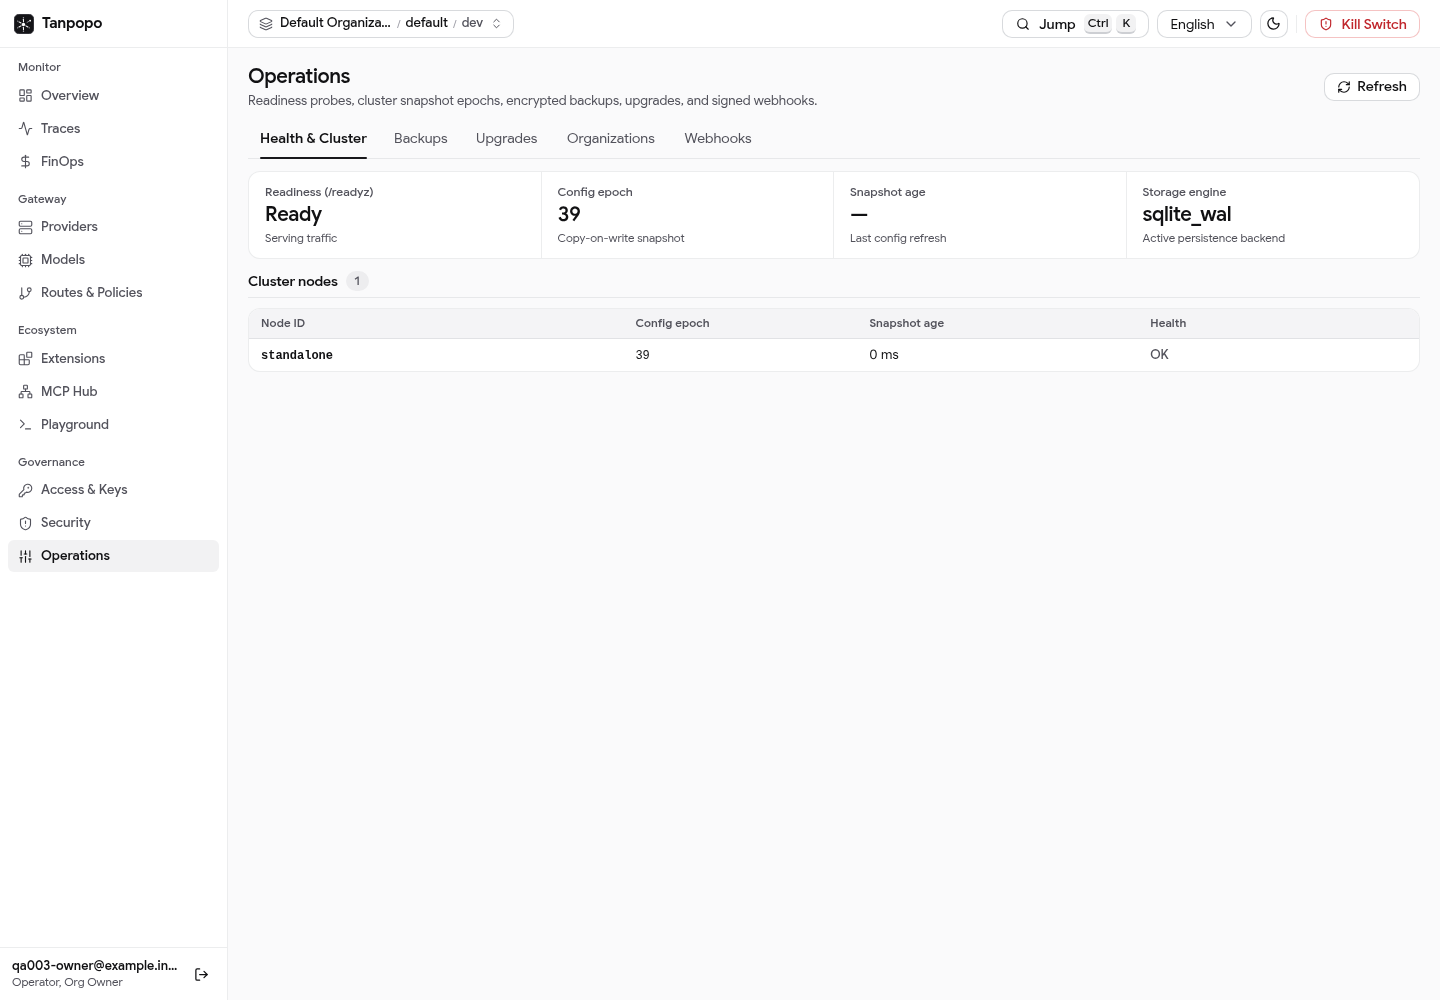 Tanpopo
Default Organiza... / default / dev
Jump Ctrl K
English
Kill Switch
Monitor
Overview
Traces
FinOps
Gateway
Providers
Models
Routes & Policies
Ecosystem
Extensions
MCP Hub
Playground
Governance
Access & Keys
Security
Operations
qa003-owner@example.in...
Operator, Org Owner
Operations
Readiness probes, cluster snapshot epochs, encrypted backups, upgrades, and signed webhooks.
Refresh
Health & Cluster Backups Upgrades Organizations Webhooks
Readiness (/readyz)
Ready
Serving traffic
Config epoch
39
Copy-on-write snapshot
Snapshot age
—
Last config refresh
Storage engine
sqlite_wal
Active persistence backend
Cluster nodes 1
Node ID Config epoch Snapshot age Health
standalone 39 0 ms OK